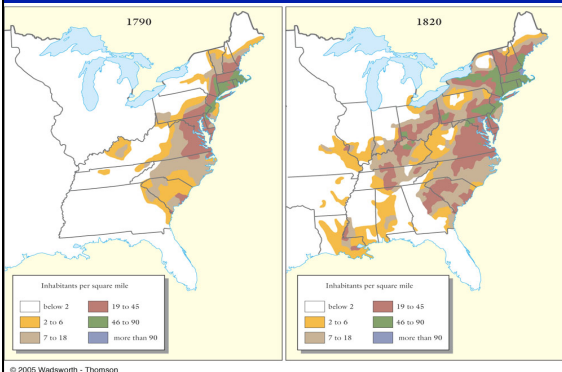 1790
Inhabitants per square mile
below 2
19 to 45
2 to 6
46 to 90
7 to 18
more than 90
1820
Inhabitants per square mile
below 2
19 to 45
2 to 6
46 to 90
7 to 18
more than 90
© 2005 Wadsworth - Thomson